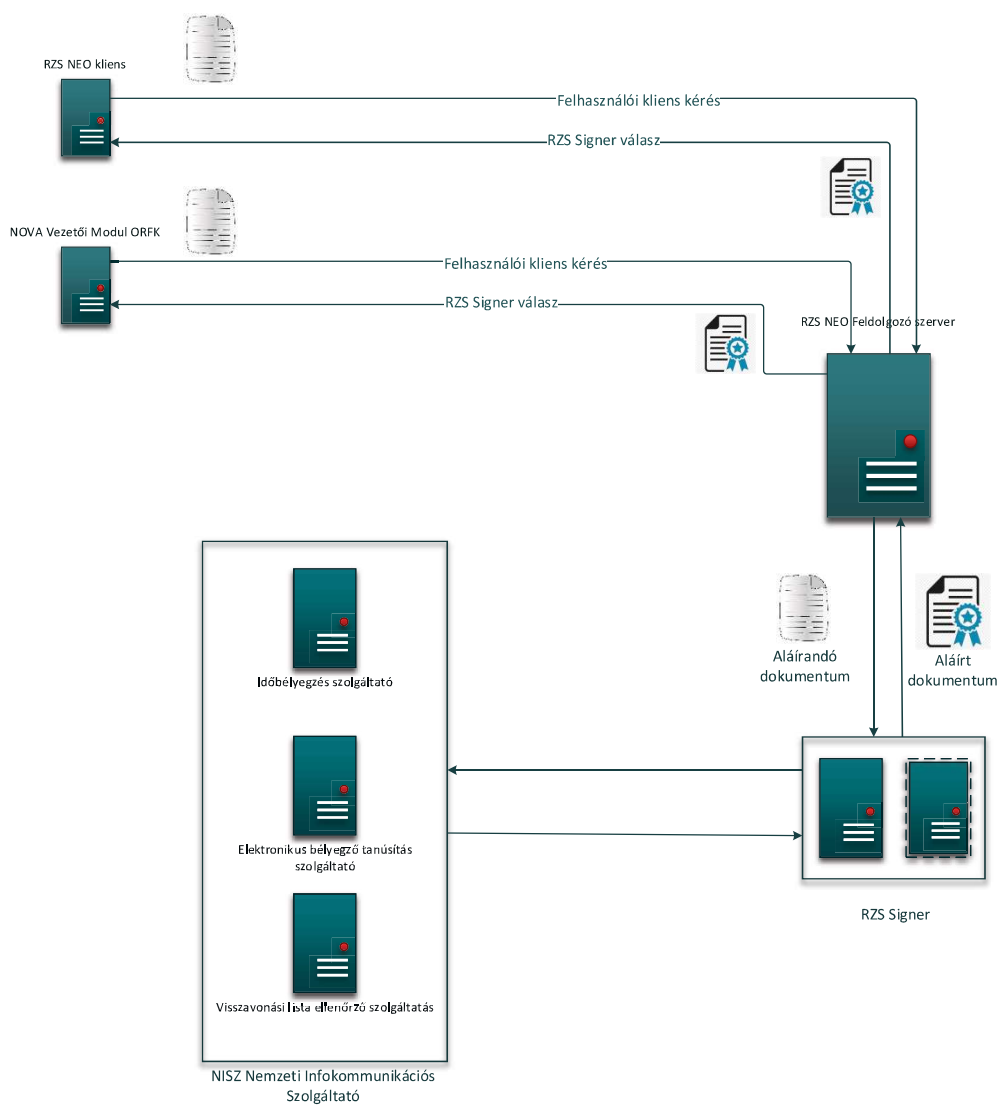 RZS NEO kliens
Felhasználói kliens kérés
RZS Signer válasz
NOVA Vezetői Modul ORFK
Felhasználói kliens kérés
RZS Signer válasz
RZS NEO Feldolgozó szerver
Aláírandó
dokumentum
Aláírt
dokumentum
Időbélyegzés szolgáltató
Elektronikus bélyegző tanúsítás
szolgáltató
Visszavonási lista ellenőrző szolgáltatás
RZS Signer
NISZ Nemzeti Infokommunikációs
Szolgáltató